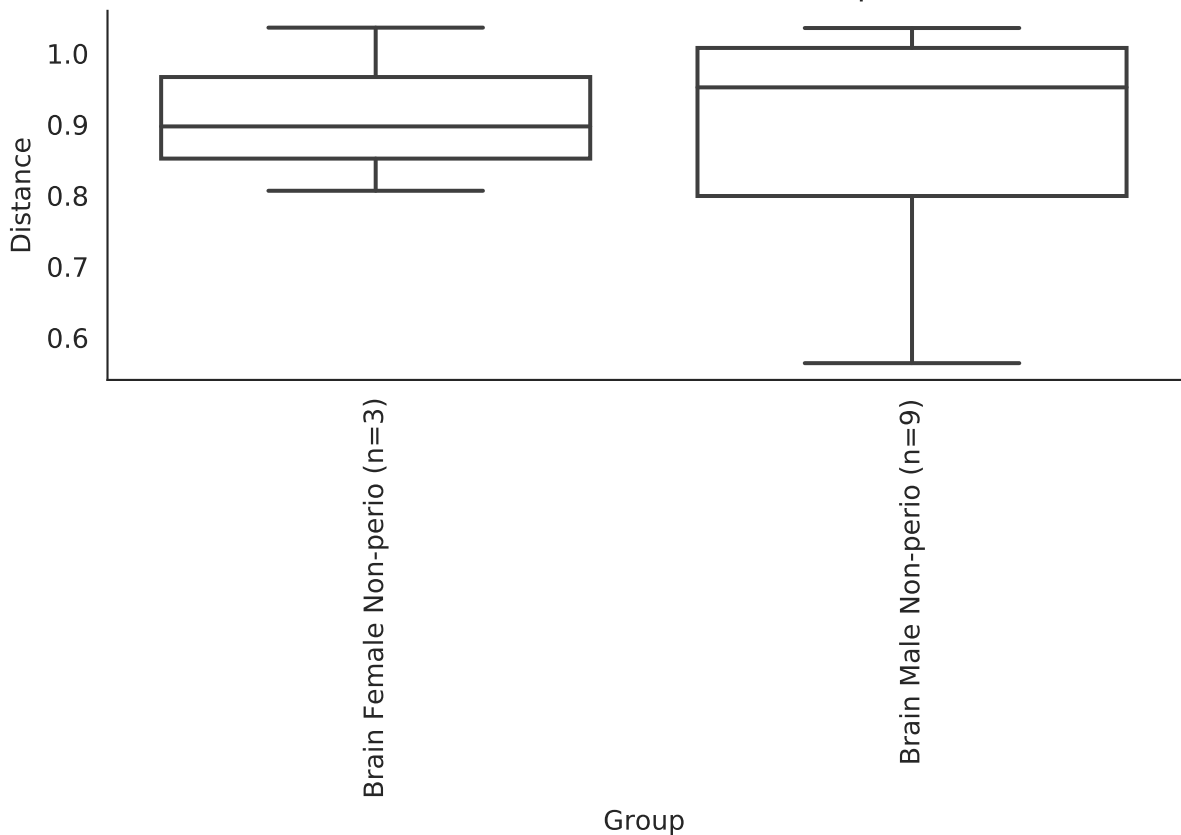 1.0
0.9
0.8
0.7
0.6
Distance
Brain Female Non-perio (n=3)
Brain Male Non-perio (n=9)
Group